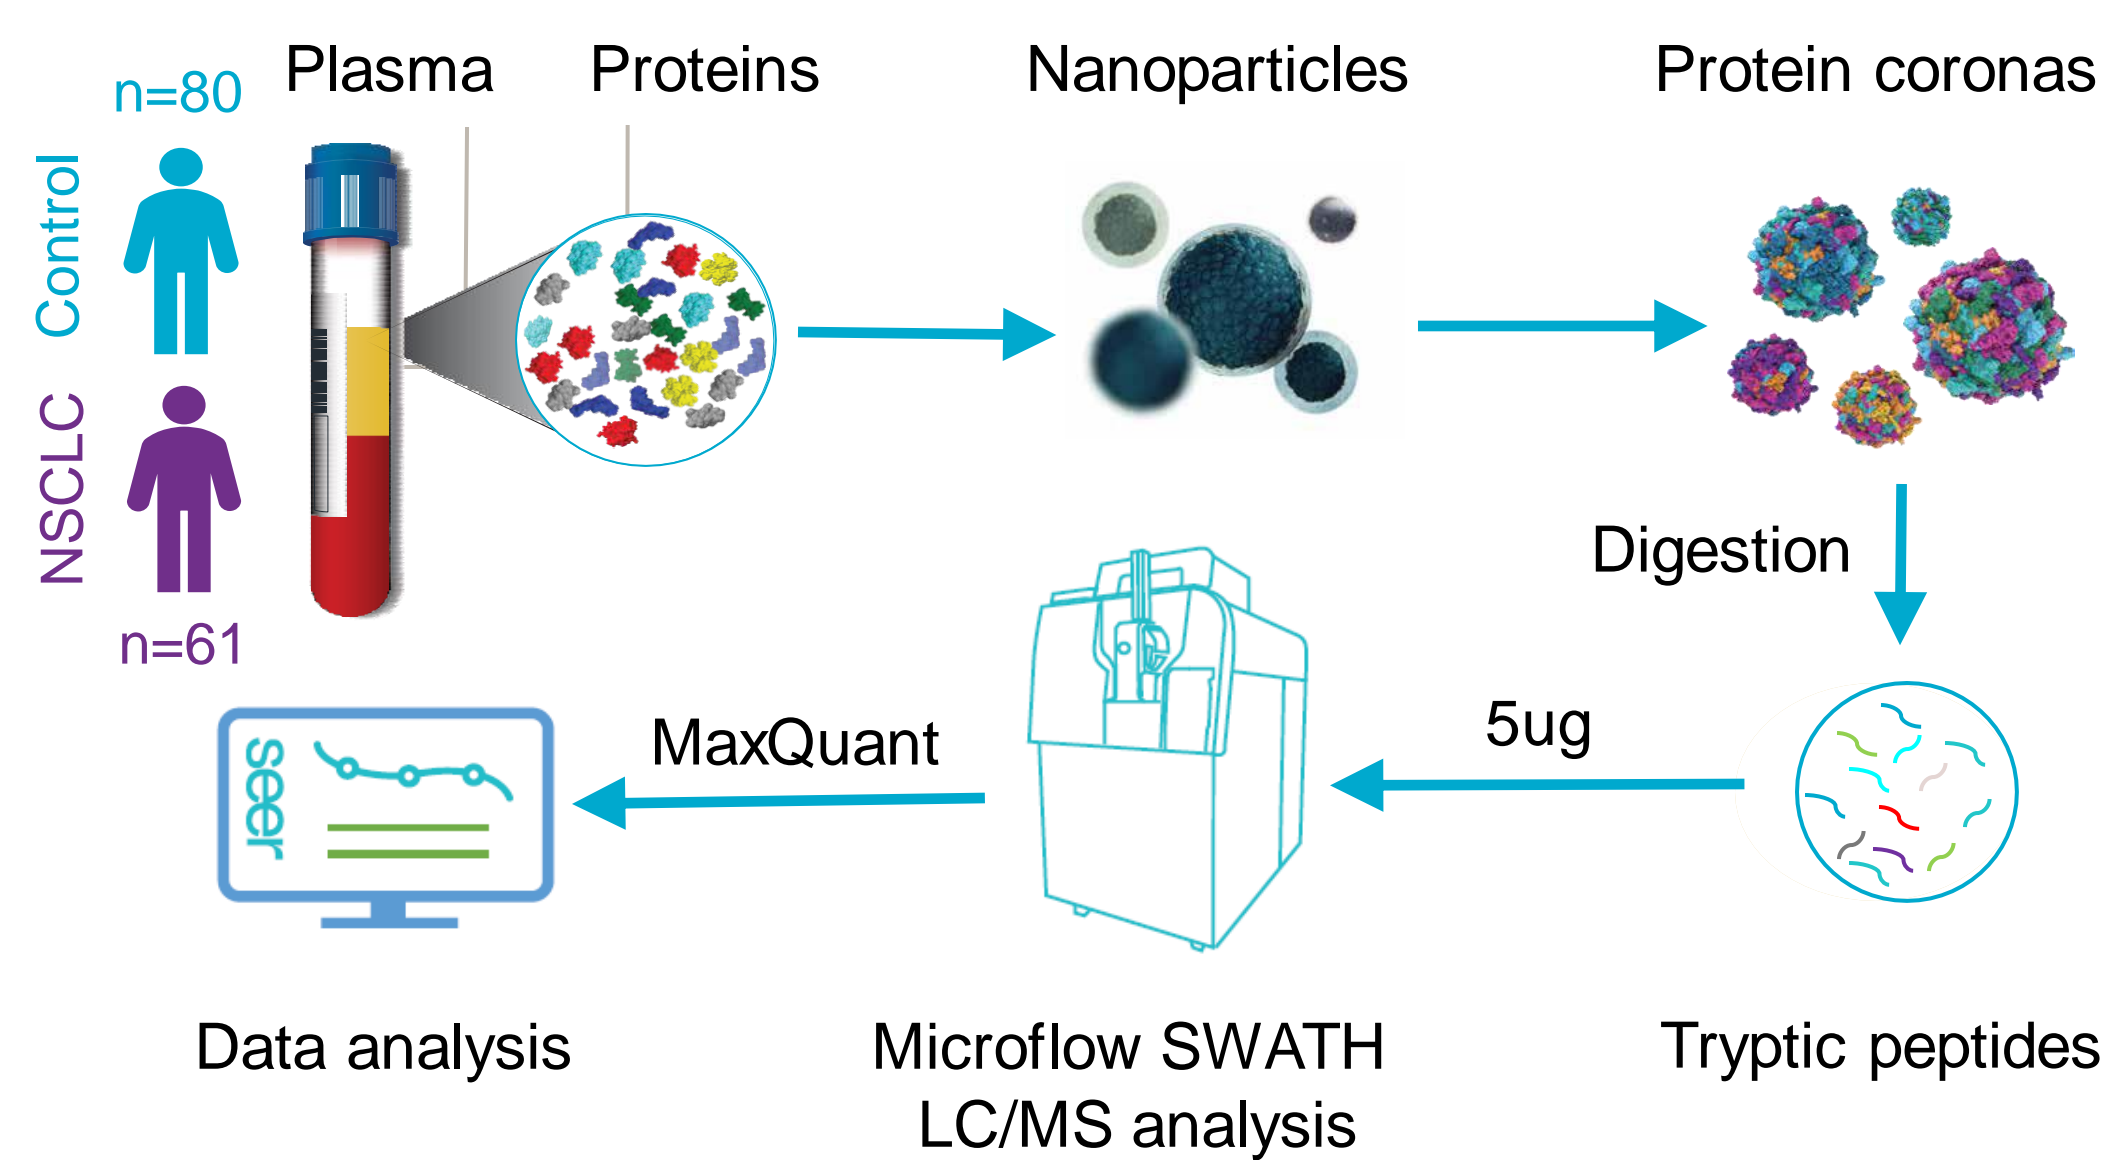 Plasma
Proteins
Nanoparticles
Protein coronas
n=80
Control
NSCLC
n=61
Digestion
5ug
MaxQuant
seer
Data analysis
Microflow SWATH
LC/MS analysis
Tryptic peptides